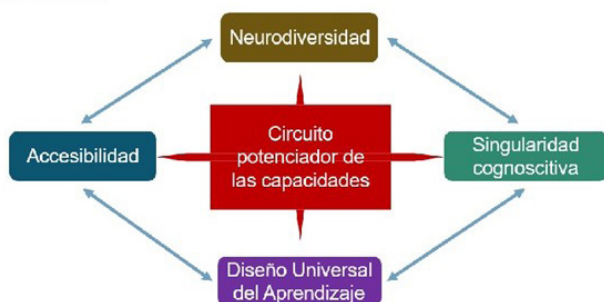 Neurodiversidad
Accesibilidad
Circuito
potenciador de
las capacidades
Singularidad
cognoscitiva
Diseño Universal
del Aprendizaje